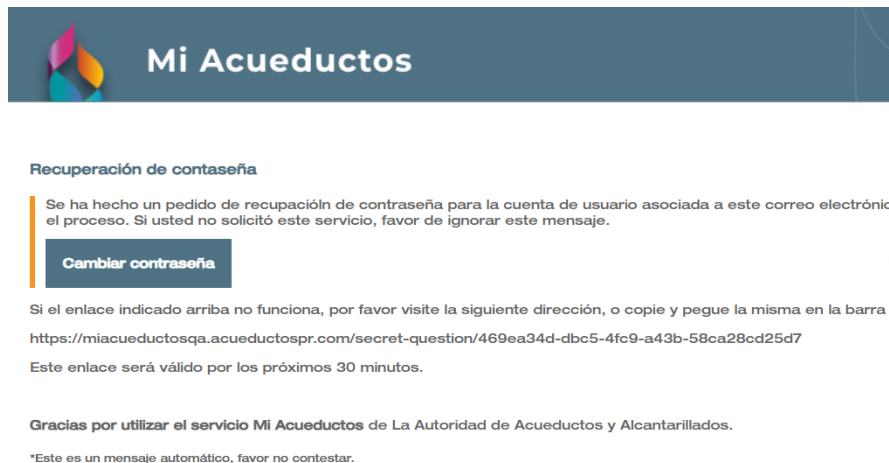 Mi Acueductos
Recuperación de contaseña
Se ha hecho un pedido de recupacióln de contraseña para la cuenta de usuario asociada a este correo electrónic
el proceso. Si usted no solicitó este servicio, favor de ignorar este mensaje.
Cambiar contraseña
Si el enlace indicado arriba no funciona, por favor visite la siguiente dirección, o copie y pegue la misma en la barra
https://miacueductosqa.acueductospr.com/secret-question/469ea34d-dbc5-4fc9-a43b-58ca28cd25d7
Este enlace será válido por los próximos 30 minutos.
Gracias por utilizar el servicio Mi Acueductos de La Autoridad de Acueductos y Alcantarillados.
*Este es un mensaje automático, favor no contestar.